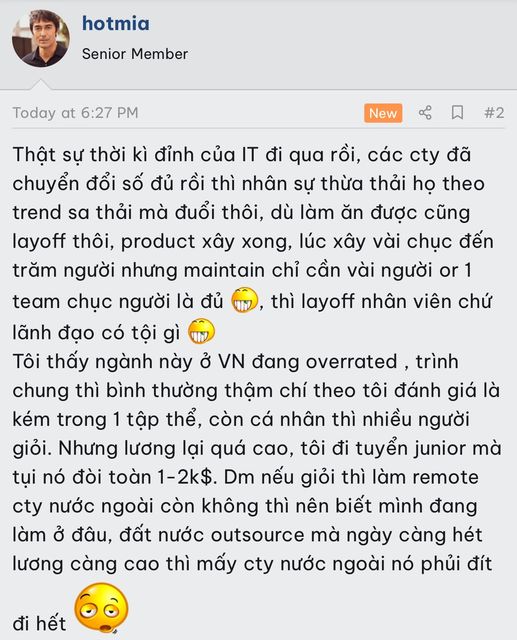 hotmia
Senior Member
Today at 6:27 PM
New
#2
Thật sự thời kì đỉnh của IT đi qua rồi, các cty đã
chuyển đổi số đủ rồi thì nhân sự thừa thải họ theo
trend sa thải mà đuổi thôi, dù làm ăn được cũng
layoff thôi, product xây xong, lúc xây vài chục đến
trăm người nhưng maintain chỉ cần vài người or 1
team chục người là đủ , thì layoff nhân viên chứ
lãnh đạo có tội gì
Tôi thấy ngành này ở VN đang overrated , trình
chung thì bình thường thậm chí theo tôi đánh giá là
kém trong 1 tập thể, còn cá nhân thì nhiều người
giỏi. Nhưng lương lại quá cao, tôi đi tuyển junior mà
tụi nó đòi toàn 1-2k$. Dm nếu giỏi thì làm remote
cty nước ngoài còn không thì nên biết mình đang
làm ở đâu, đất nước outsource mà ngày càng hét
lương càng cao thì mấy cty nước ngoài nó phủi đít
đi hết